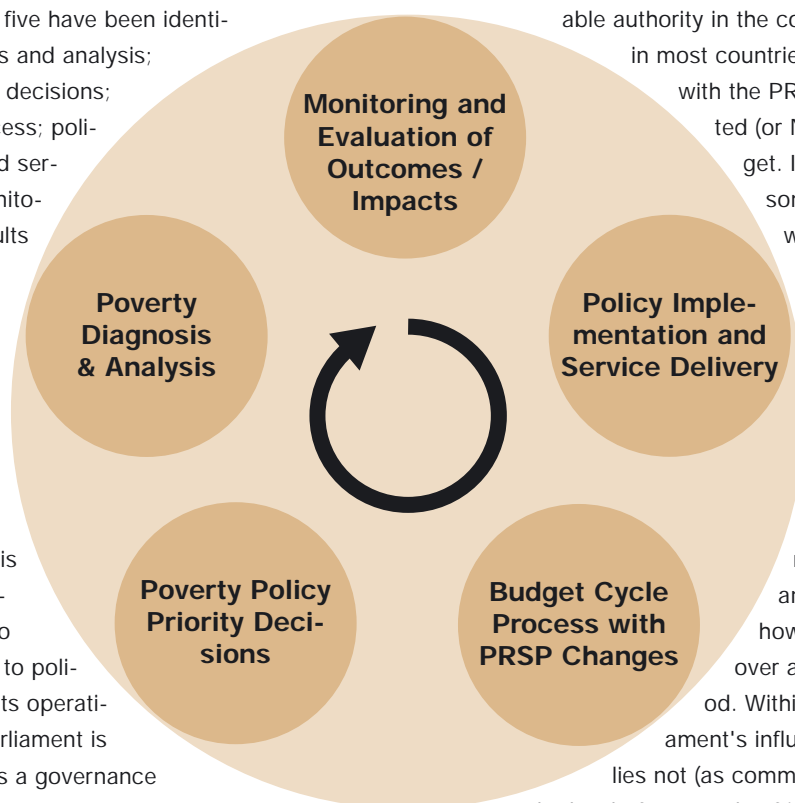 five have been identi-
s and analysis;
decisions;
ess; poli-
d ser-
nito-
ults
is
-
o
to poli-
ts operati-
rliament is
s a governance
Monitoring and
Evaluation of
Outcomes /
Impacts
Poverty
Diagnosis
& Analysis
Policy Imple-
mentation and
Service Delivery
Poverty Policy
Priority Deci-
sions
Budget Cycle
Process with
PRSP Changes
able authority in the co
in most countrie
with the PR
ted (or
get. I
sor
w
ar
how
over a
od. Withi
ament's influ
lies not (as comm